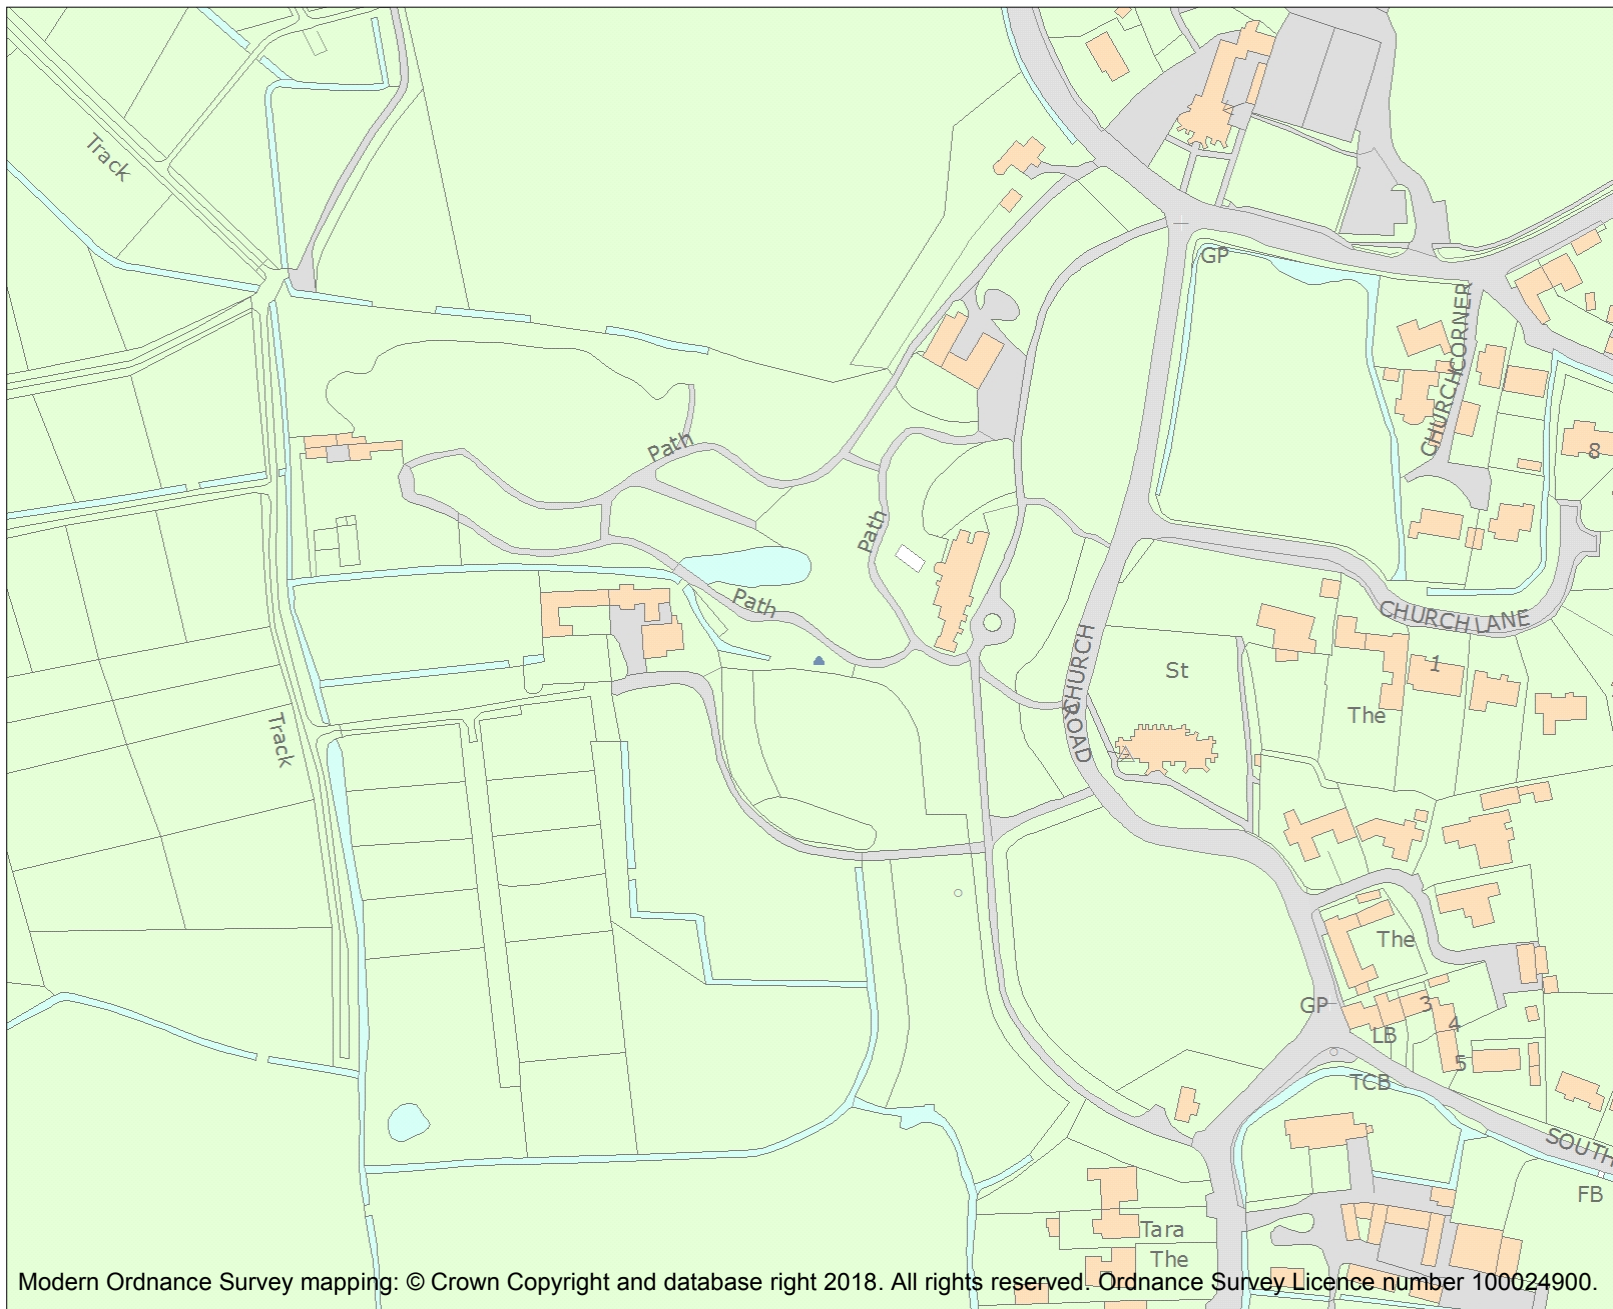 Track
GP
CHURCH CORNER
Path
8
Path
Path
CHURCH LANE
1
CHURCH
ROAD
St
The
Track
The
GP
3
LB
4
5
TCB
SOUTH
FB
Tara
The
Modern Ordnance Survey mapping: © Crown Copyright and database right 2018. All rights reserved. Ordnance Survey Licence number 100024900.